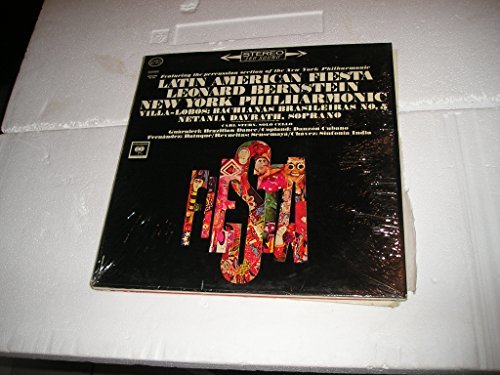 STEREO
Featuring the percussion section of the New York Philharmonic
LATIN AMERICAN FIESTA
LEONARD BERNSTEIN
NEW YORK PHILHARMONIC
VILLA-LOBOS: BACHIANAS BRASILEIRAS NO. 5
NETANIA DAVRATH, SOPRANO
CARL STERN, SOLO CELLO
Guarnieri: Brazilian Dance/Copland: Danzón Cubano
Fernández: Batuque/Revueltas: Sensemayá/Chávez: Sinfonía India
FIESTA